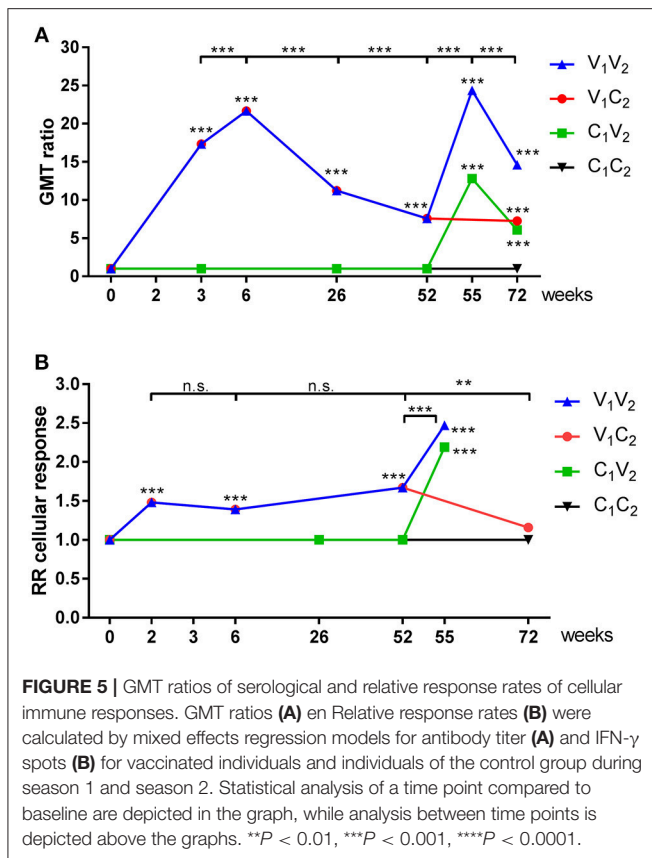 A
*** *** *** *** ***
30
25
20
15
10
5
0
GMT ratio
***
***
***
***
***
***
***
***
***
0 2 3 6 26 52 55 72 weeks
V1V2
V1C2
C1V2
C1C2
B
n.s. n.s. **
***
3.0
2.5
2.0
1.5
1.0
0.5
0.0
RR cellular response
***
***
***
***
***
0 2 3 6 26 52 55 72 weeks
V1V2
V1C2
C1V2
C1C2
FIGURE 5 | GMT ratios of serological and relative response rates of cellular
immune responses. GMT ratios (A) en Relative response rates (B) were
calculated by mixed effects regression models for antibody titer (A) and IFN-γ
spots (B) for vaccinated individuals and individuals of the control group during
season 1 and season 2. Statistical analysis of a time point compared to
baseline are depicted in the graph, while analysis between time points is
depicted above the graphs. **P < 0.01, ***P < 0.001, ****P < 0.0001.